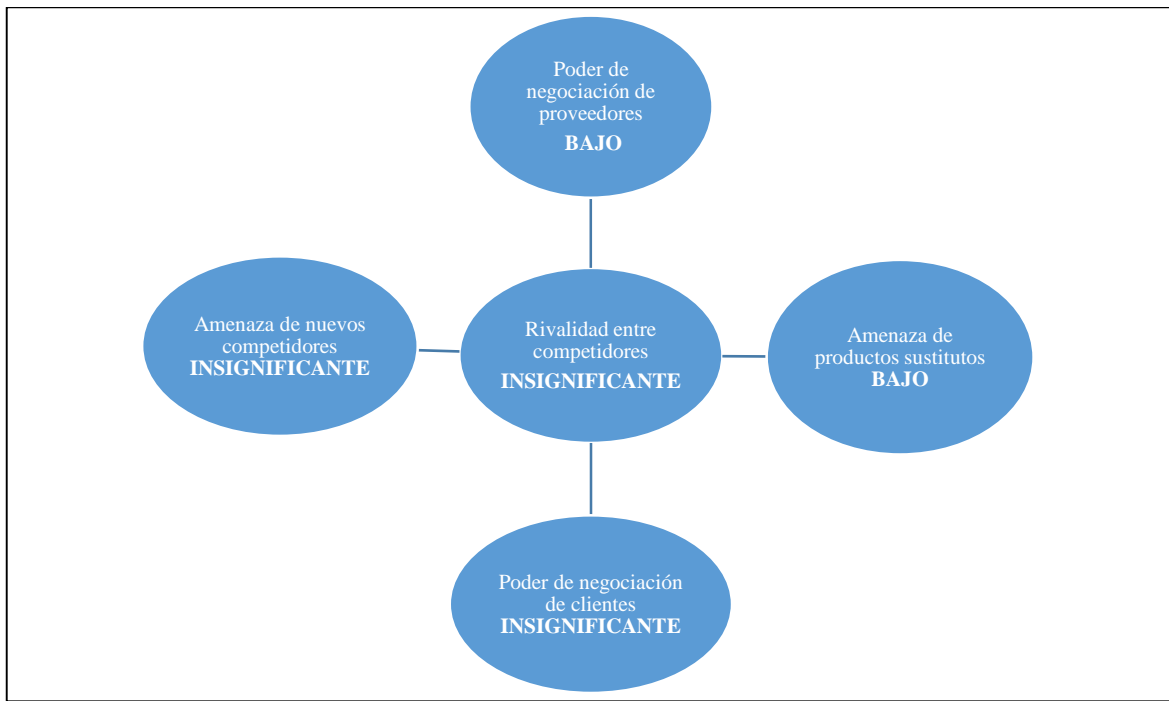 Poder de
negociación de
proveedores
BAJO
Amenaza de nuevos
competidores
INSIGNIFICANTE
Rivalidad entre
competidores
INSIGNIFICANTE
Amenaza de
productos sustitutos
BAJO
Poder de negociación
de clientes
INSIGNIFICANTE